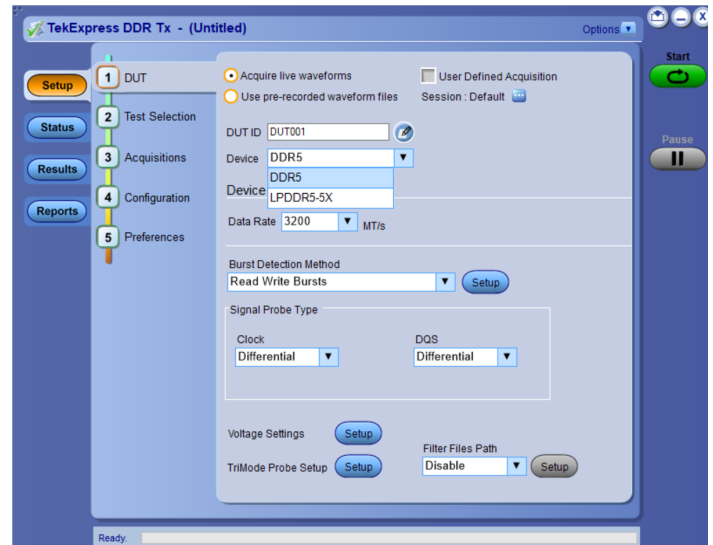 TekExpress DDR Tx - (Untitled)
Options
Start
Pause
Setup
Status
Results
Reports
1 DUT
2 Test Selection
3 Acquisitions
4 Configuration
5 Preferences
Acquire live waveforms
User Defined Acquisition
Use pre-recorded waveform files
Session : Default
DUT ID DUT001
Device DDR5
DDR5
LPDDR5-5X
Device
Data Rate 3200 MT/s
Burst Detection Method
Read Write Bursts
Setup
Signal Probe Type
Clock
DQS
Differential
Differential
Voltage Settings
Setup
TriMode Probe Setup
Setup
Filter Files Path
Disable
Setup
Ready.